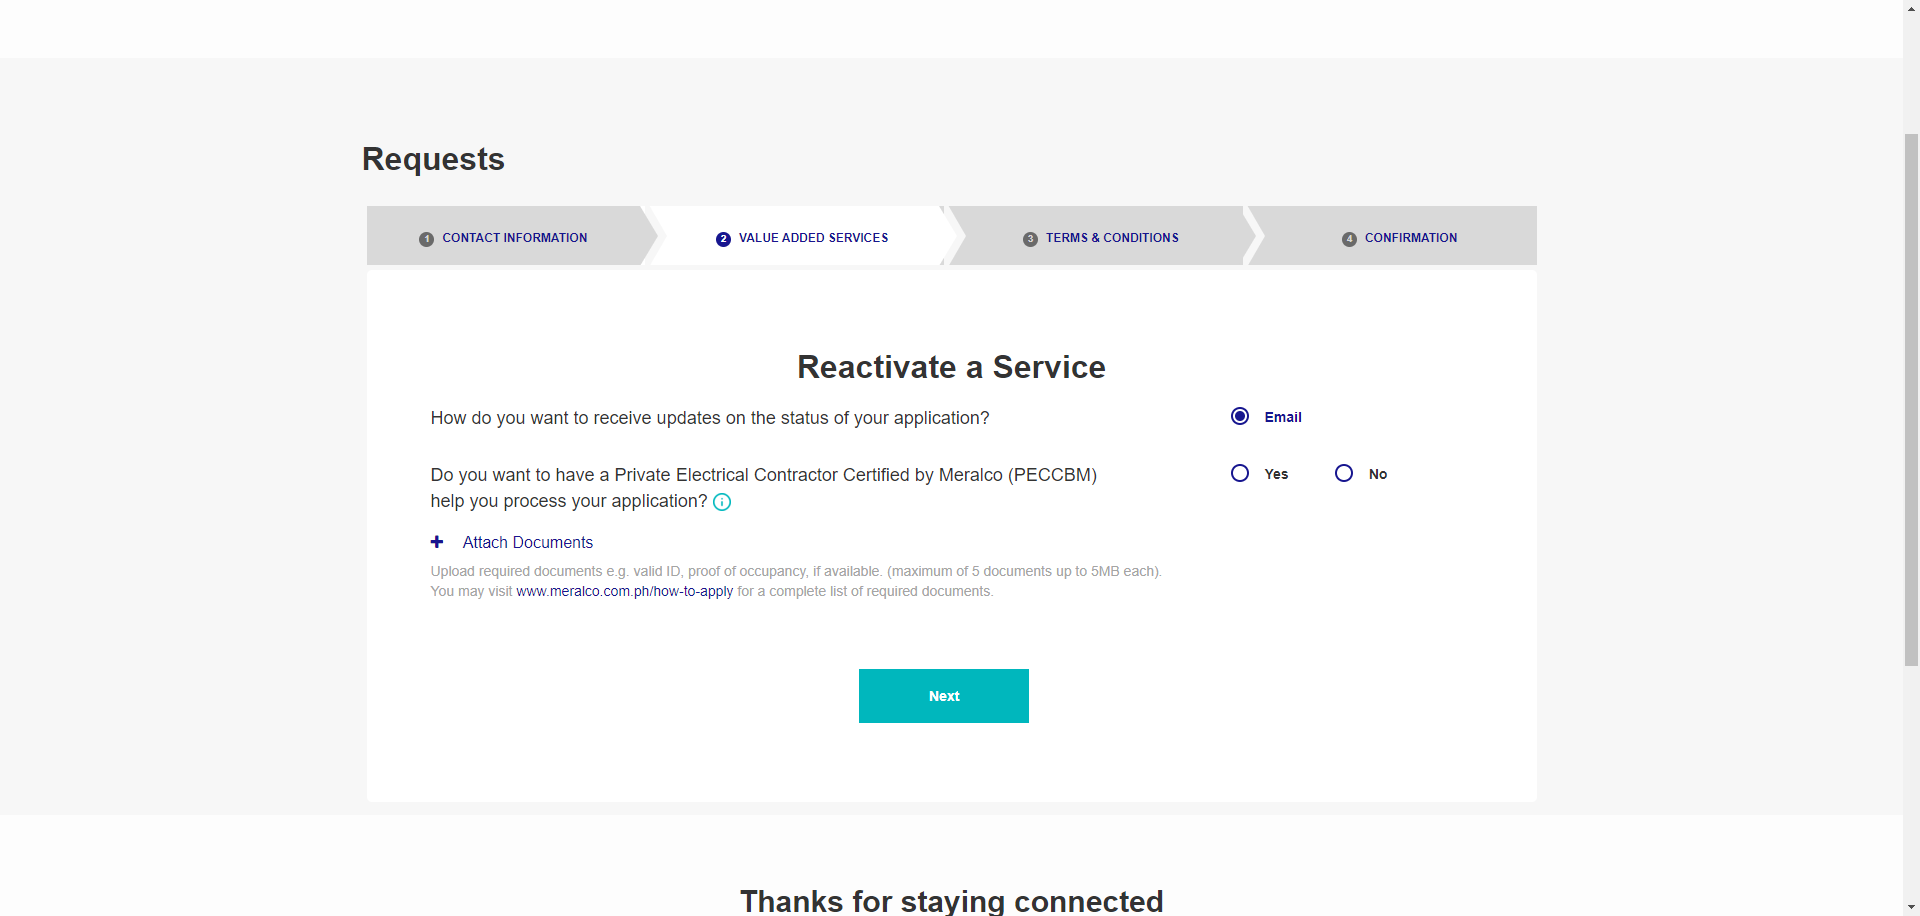 Requests
1 CONTACT INFORMATION
2 VALUE ADDED SERVICES
3 TERMS & CONDITIONS
4 CONFIRMATION
Reactivate a Service
How do you want to receive updates on the status of your application?
Email
Do you want to have a Private Electrical Contractor Certified by Meralco (PECCBM)
help you process your application?
Yes
No
Attach Documents
Upload required documents e.g. valid ID, proof of occupancy, if available. (maximum of 5 documents up to 5MB each).
You may visit www.meralco.com.ph/how-to-apply for a complete list of required documents.
Next
Thanks for staying connected